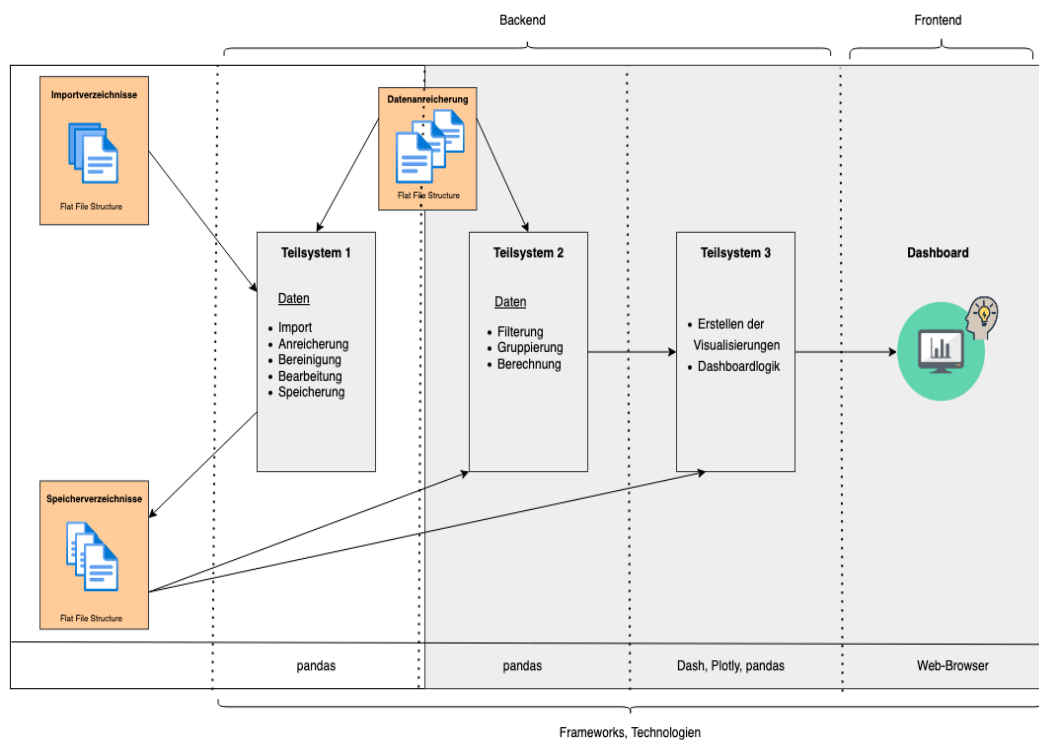 Backend
Frontend
Importverzeichnisse
Flat File Structure
Datenanreicherung
Flat File Structure
Teilsystem 1
Daten
• Import
• Anreicherung
• Bereinigung
• Bearbeitung
• Speicherung
Teilsystem 2
Daten
• Filterung
• Gruppierung
• Berechnung
Teilsystem 3
• Erstellen der
Visualisierungen
• Dashboardlogik
Dashboard
Speicherverzeichnisse
Flat File Structure
pandas
pandas
Dash, Plotly, pandas
Web-Browser
Frameworks, Technologien